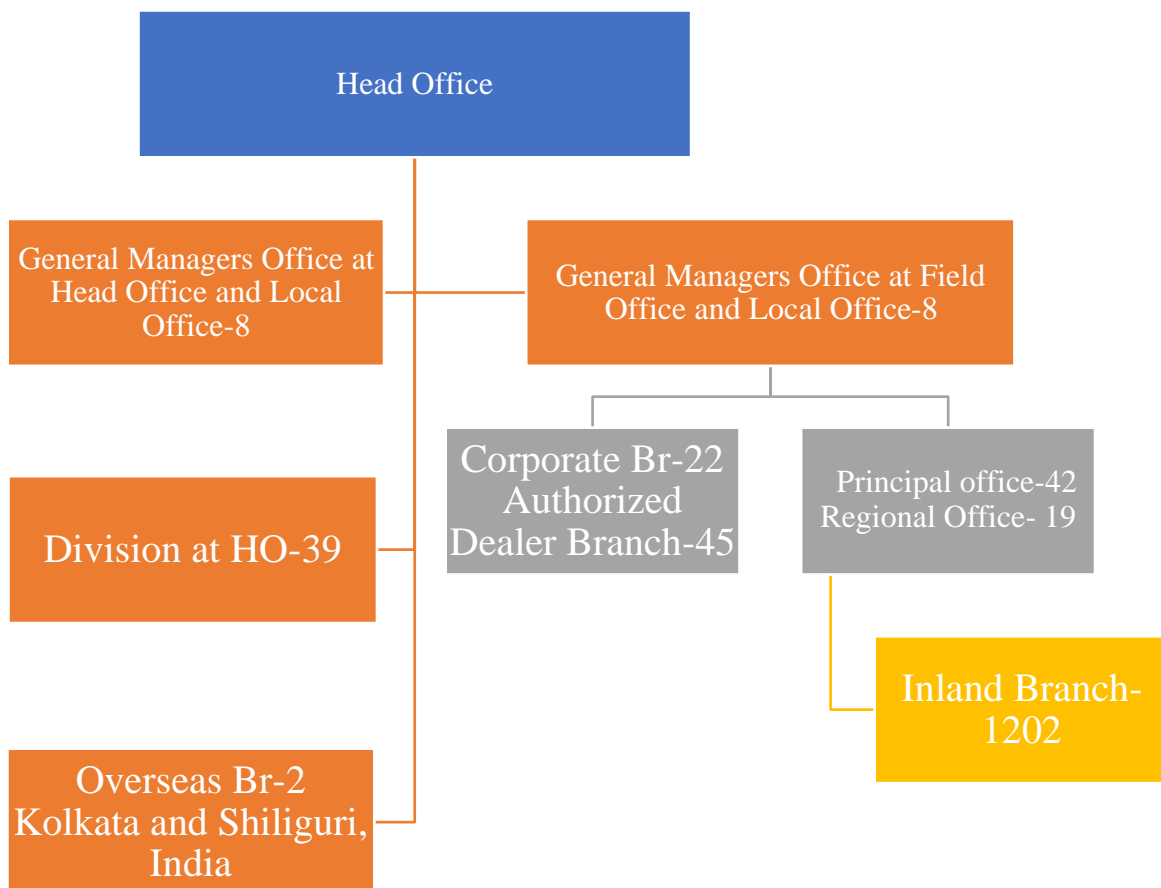 Head Office
General Managers Office at
Head Office and Local
Office-8
General Managers Office at Field
Office and Local Office-8
Corporate Br-22
Authorized
Dealer Branch-45
Principal office-42
Regional Office- 19
Division at HO-39
Inland Branch-
1202
Overseas Br-2
Kolkata and Shiliguri,
India